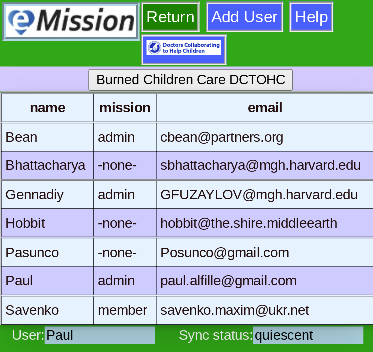 eMission Return Add User Help
Doctors Collaborating
to Help Children
Burned Children Care DCTOHC
name mission email
Bean admin cbean@partners.org
Bhattacharya -none- sbhattacharya@mgh.harvard.edu
Gennadiy admin GFUZAYLOV@mgh.harvard.edu
Hobbit -none- hobbit@the.shire.middleearth
Pasunco -none- Posunco@gmail.com
Paul admin paul.alfille@gmail.com
Savenko member savenko.maxim@ukr.net
User: Paul Sync status: quiescent